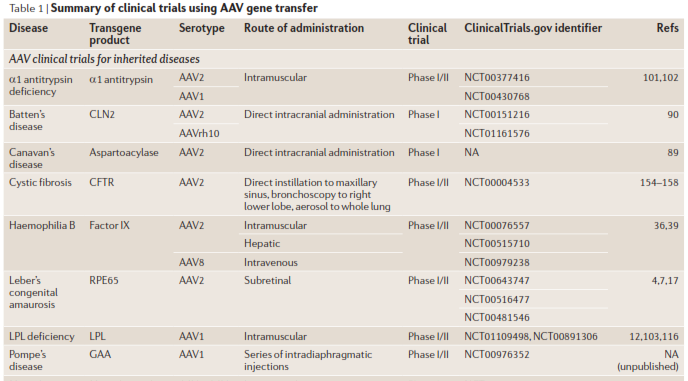 Table 1 | Summary of clinical trials using AAV gene transfer
Disease Transgene product Serotype Route of administration Clinical trial ClinicalTrials.gov identifier Refs
AAV clinical trials for inherited diseases
α1 antitrypsin deficiency α1 antitrypsin AAV2 Intramuscular Phase I/II NCT00377416 101,102
AAV1 NCT00430768
Batten's disease CLN2 AAV2 Direct intracranial administration Phase I NCT00151216 90
AAVrh10 NCT01161576
Canavan's disease Aspartoacylase AAV2 Direct intracranial administration Phase I NA 89
Cystic fibrosis CFTR AAV2 Direct instillation to maxillary sinus, bronchoscopy to right lower lobe, aerosol to whole lung Phase I/II NCT00004533 154–158
Haemophilia B Factor IX AAV2 Intramuscular Phase I/II NCT00076557 36,39
Hepatic NCT00515710
AAV8 Intravenous NCT00979238
Leber's congenital amaurosis RPE65 AAV2 Subretinal Phase I/II NCT00643747 4,7,17
NCT00516477
NCT00481546
LPL deficiency LPL AAV1 Intramuscular Phase I/II NCT01109498, NCT00891306 12,103,116
Pompe's disease GAA AAV1 Series of intradiaphragmatic injections Phase I/II NCT00976352 NA (unpublished)